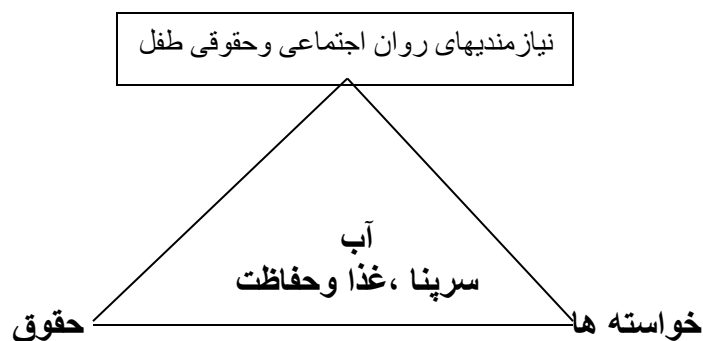 نیازمندیهای روان اجتماعی وحقوقی طفل
آب
سرپنا ،غذا وحفاظت
خواسته ها
حقوق